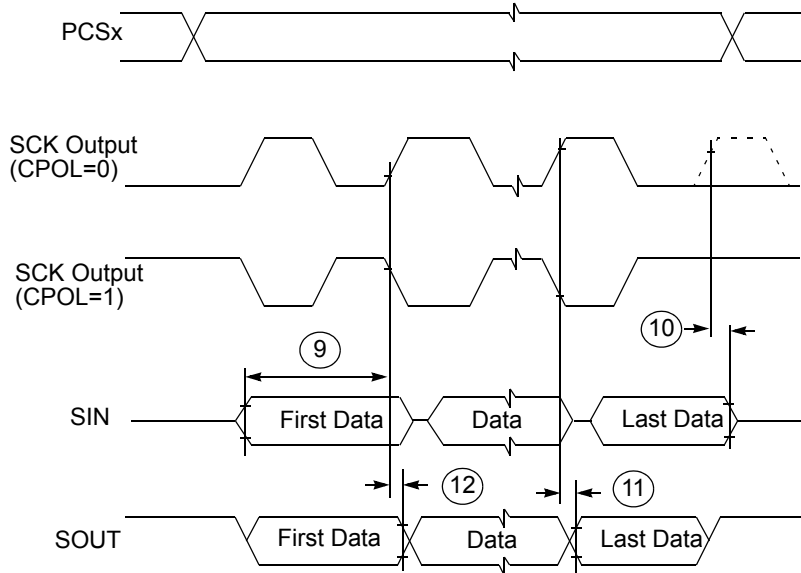 PCSx
SCK Output
(CPOL=0)
SCK Output
(CPOL=1)
10
9
SIN
First Data
Data
Last Data
12
11
SOUT
First Data
Data
Last Data